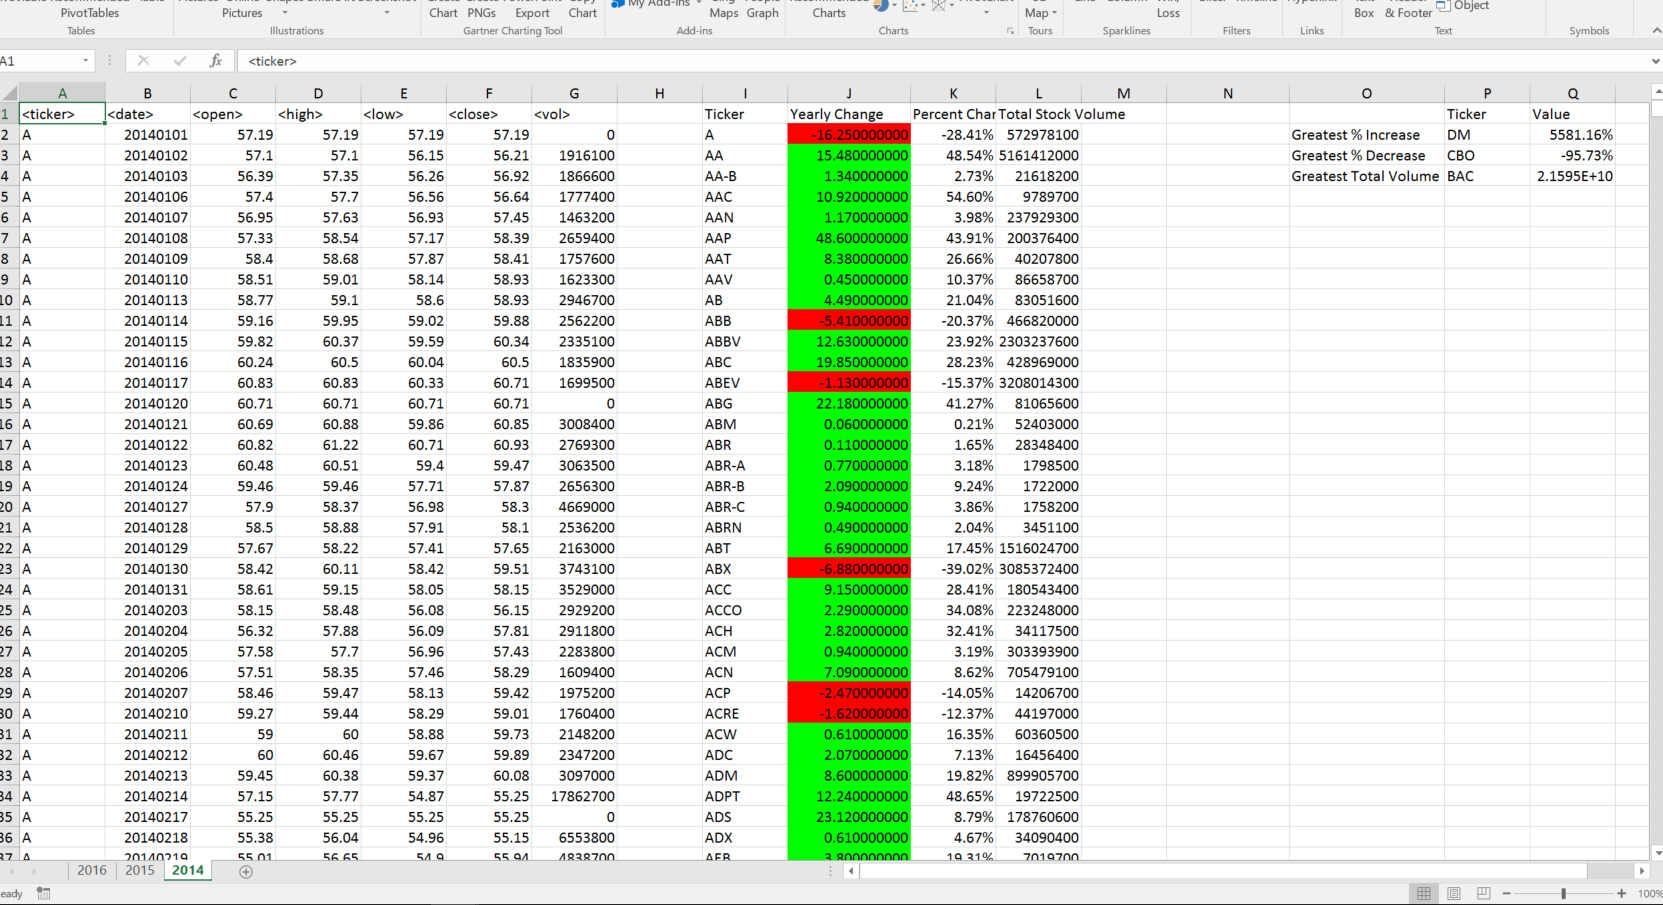 PivotTables Pictures Chart PNGs Export Chart My Add-ins Maps Graph Charts Map Loss Box & Footer Object
Tables Illustrations Gartner Charting Tool Add-ins Charts Tours Sparklines Filters Links Text Symbols
A1 fx <ticker>
A B C D E F G H I J K L M N O P Q
1 <ticker> <date> <open> <high> <low> <close> <vol> Ticker Yearly Change Percent Char Total Stock Volume Ticker Value
2 A 20140101 57.19 57.19 57.19 57.19 0 A -16.250000000 -28.41% 572978100 Greatest % Increase DM 5581.16%
3 A 20140102 57.1 57.1 56.15 56.21 1916100 AA 15.480000000 48.54% 5161412000 Greatest % Decrease CBO -95.73%
4 A 20140103 56.39 57.35 56.26 56.92 1866600 AA-B 1.340000000 2.73% 21618200 Greatest Total Volume BAC 2.1595E+10
5 A 20140106 57.4 57.7 56.56 56.64 1777400 AAC 10.920000000 54.60% 9789700
6 A 20140107 56.95 57.63 56.93 57.45 1463200 AAN 1.170000000 3.98% 237929300
7 A 20140108 57.33 58.54 57.17 58.39 2659400 AAP 48.600000000 43.91% 200376400
8 A 20140109 58.4 58.68 57.87 58.41 1757600 AAT 8.380000000 26.66% 40207800
9 A 20140110 58.51 59.01 58.14 58.93 1623300 AAV 0.450000000 10.37% 86658700
10 A 20140113 58.77 59.1 58.6 58.93 2946700 AB 4.490000000 21.04% 83051600
11 A 20140114 59.16 59.95 59.02 59.88 2562200 ABB -5.410000000 -20.37% 466820000
12 A 20140115 59.82 60.37 59.59 60.34 2335100 ABBV 12.630000000 23.92% 2303237600
13 A 20140116 60.24 60.5 60.04 60.5 1835900 ABC 19.850000000 28.23% 428969000
14 A 20140117 60.83 60.83 60.33 60.71 1699500 ABEV -1.130000000 -15.37% 3208014300
15 A 20140120 60.71 60.71 60.71 60.71 0 ABG 22.180000000 41.27% 81065600
16 A 20140121 60.69 60.88 59.86 60.85 3008400 ABM 0.060000000 0.21% 52403000
17 A 20140122 60.82 61.22 60.71 60.93 2769300 ABR 0.110000000 1.65% 28348400
18 A 20140123 60.48 60.51 59.4 59.47 3063500 ABR-A 0.770000000 3.18% 1798500
19 A 20140124 59.46 59.46 57.71 57.87 2656300 ABR-B 2.090000000 9.24% 1722000
20 A 20140127 57.9 58.37 56.98 58.3 4669000 ABR-C 0.940000000 3.86% 1758200
21 A 20140128 58.5 58.88 57.91 58.1 2536200 ABRN 0.490000000 2.04% 3451100
22 A 20140129 57.67 58.22 57.41 57.65 2163000 ABT 6.690000000 17.45% 1516024700
23 A 20140130 58.42 60.11 58.42 59.51 3743100 ABX -6.880000000 -39.02% 3085372400
24 A 20140131 58.61 59.15 58.05 58.15 3529000 ACC 9.150000000 28.41% 180543400
25 A 20140203 58.15 58.48 56.08 56.15 2929200 ACCO 2.290000000 34.08% 223248000
26 A 20140204 56.32 57.88 56.09 57.81 2911800 ACH 2.820000000 32.41% 34117500
27 A 20140205 57.58 57.7 56.96 57.43 2283800 ACM 0.940000000 3.19% 303393900
28 A 20140206 57.51 58.35 57.46 58.29 1609400 ACN 7.090000000 8.62% 705479100
29 A 20140207 58.46 59.47 58.13 59.42 1975200 ACP -2.470000000 -14.05% 14206700
30 A 20140210 59.27 59.44 58.29 59.01 1760400 ACRE -1.620000000 -12.37% 44197000
31 A 20140211 59 60 58.88 59.73 2148200 ACW 0.610000000 16.35% 60360500
32 A 20140212 60 60.46 59.67 59.89 2347200 ADC 2.070000000 7.13% 16456400
33 A 20140213 59.45 60.38 59.37 60.08 3097000 ADM 8.600000000 19.82% 899905700
34 A 20140214 57.15 57.77 54.87 55.25 17862700 ADPT 12.240000000 48.65% 19722500
35 A 20140217 55.25 55.25 55.25 55.25 0 ADS 23.120000000 8.79% 178760600
36 A 20140218 55.38 56.04 54.96 55.15 6553800 ADX 0.610000000 4.67% 34090400
37 A 20140219 55.01 56.65 54.9 55.94 4838700 AEB 3.800000000 19.31% 7019700
2016 2015 2014
eady 100%